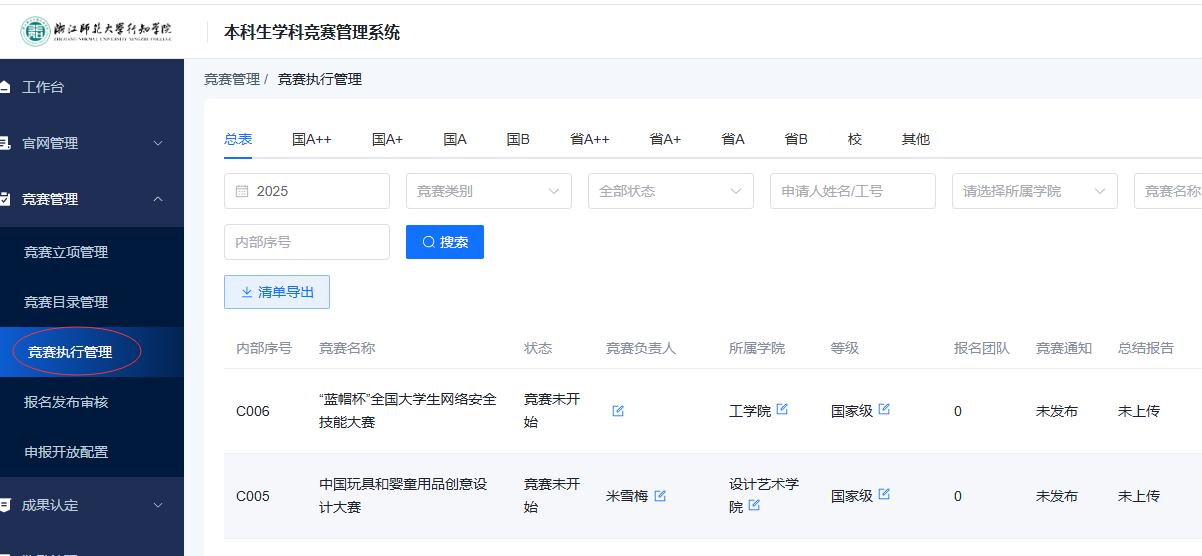 浙江师范大学行知学院
ZHEJIANG NORMAL UNIVERSITY XINGZHI COLLEGE
本科生学科竞赛管理系统
工作台
官网管理
竞赛管理
竞赛立项管理
竞赛目录管理
竞赛执行管理
报名发布审核
申报开放配置
成果认定
竞赛管理 / 竞赛执行管理
总表 国A++ 国A+ 国A 国B 省A++ 省A+ 省A 省B 校 其他
2025 竞赛类别 全部状态 申请人姓名/工号 请选择所属学院 竞赛名称
内部序号 搜索
清单导出
内部序号 竞赛名称 状态 竞赛负责人 所属学院 等级 报名团队 竞赛通知 总结报告
C006 “蓝帽杯”全国大学生网络安全 竞赛未开 工学院 国家级 0 未发布 未上传
技能大赛 始
C005 中国玩具和婴童用品创意设 竞赛未开 米雪梅 设计艺术学 国家级 0 未发布 未上传
计大赛 始 院